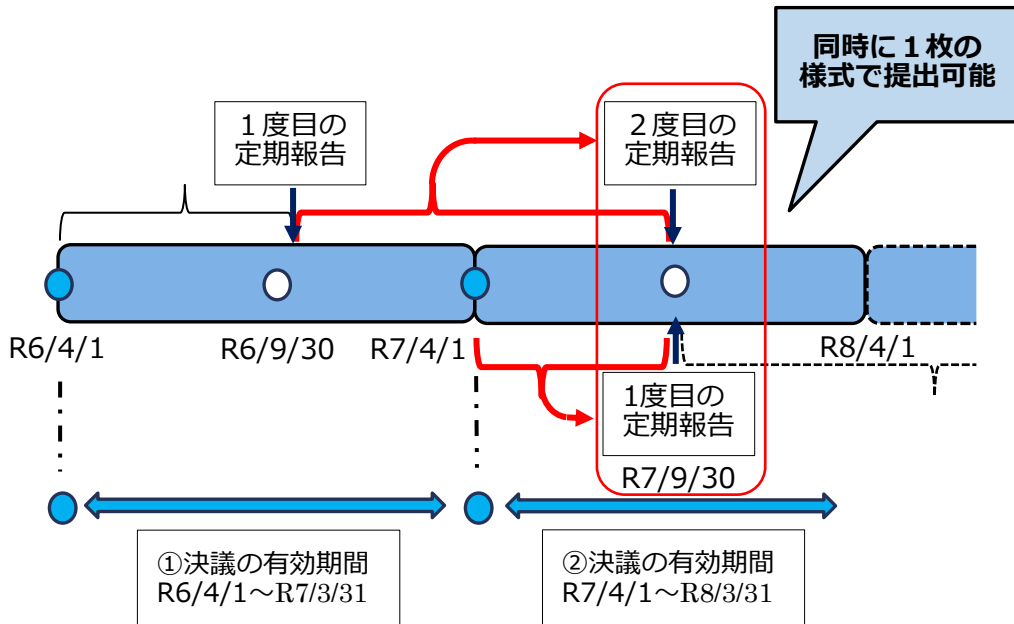 同時に１枚の
様式で提出可能
１度目の
定期報告
２度目の
定期報告
R6/4/1
R6/9/30
R7/4/1
R8/4/1
1度目の
定期報告
R7/9/30
①決議の有効期間
R6/4/1～R7/3/31
②決議の有効期間
R7/4/1～R8/3/31